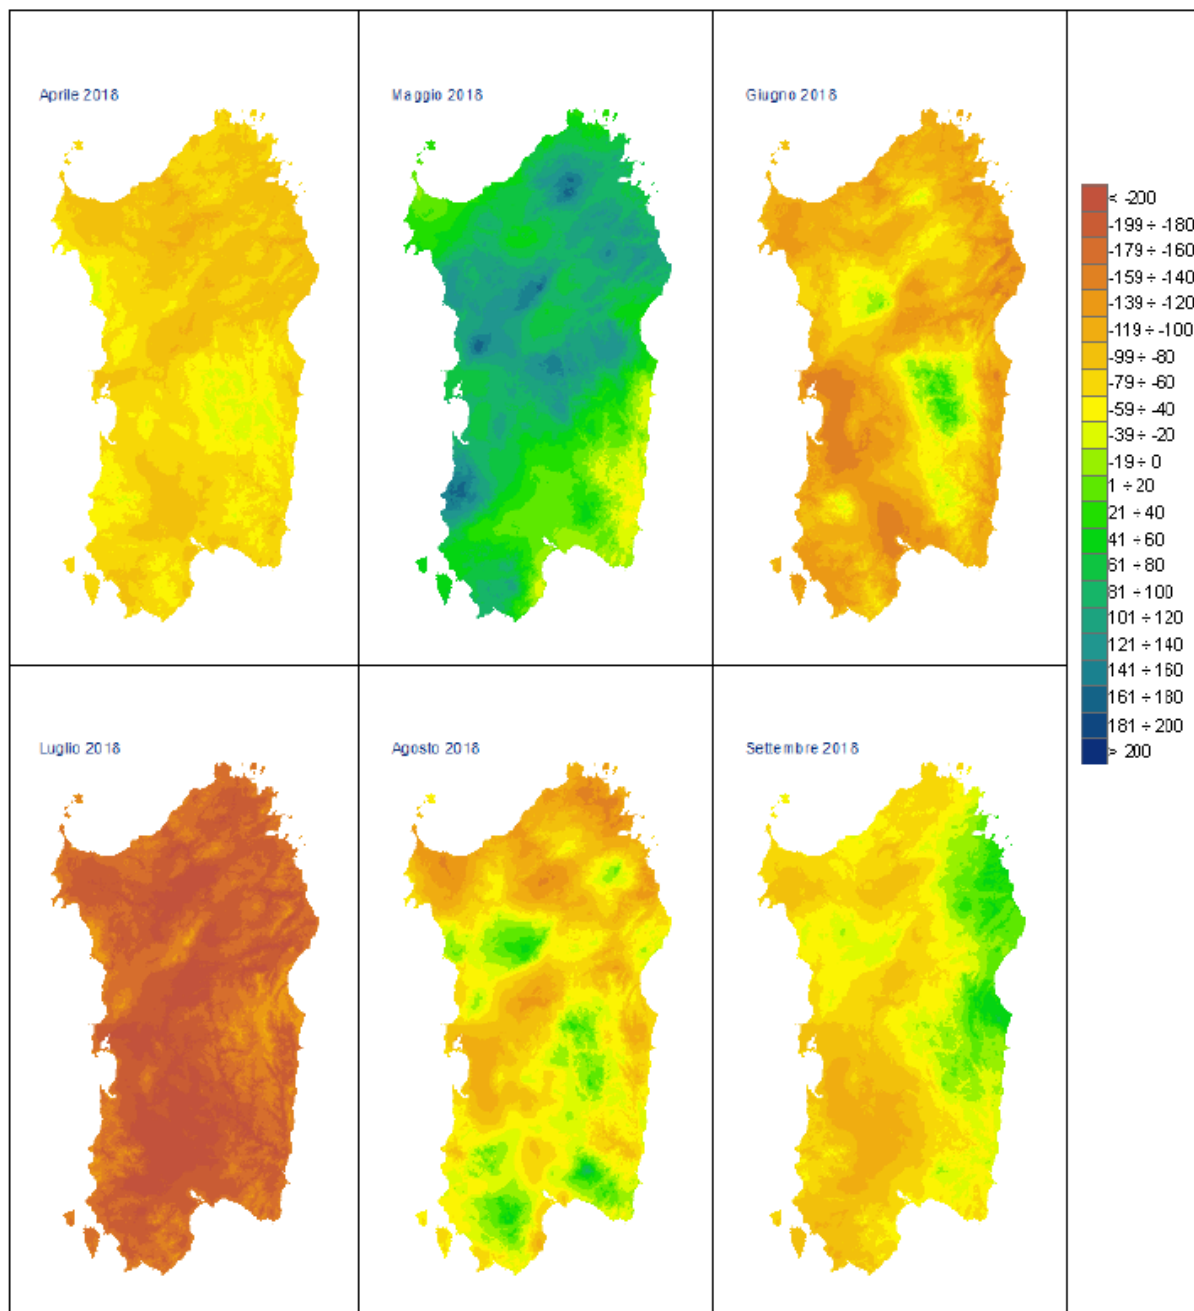 Aprile 2018
Maggio 2018
Giugno 2018
< -200
-199 ÷ -180
-179 ÷ -160
-159 ÷ -140
-139 ÷ -120
-119 ÷ -100
-99 ÷ -80
-79 ÷ -60
-59 ÷ -40
-39 ÷ -20
-19 ÷ 0
1 ÷ 20
21 ÷ 40
41 ÷ 60
61 ÷ 80
81 ÷ 100
101 ÷ 120
121 ÷ 140
141 ÷ 160
161 ÷ 180
181 ÷ 200
> 200
Luglio 2018
Agosto 2018
Settembre 2018